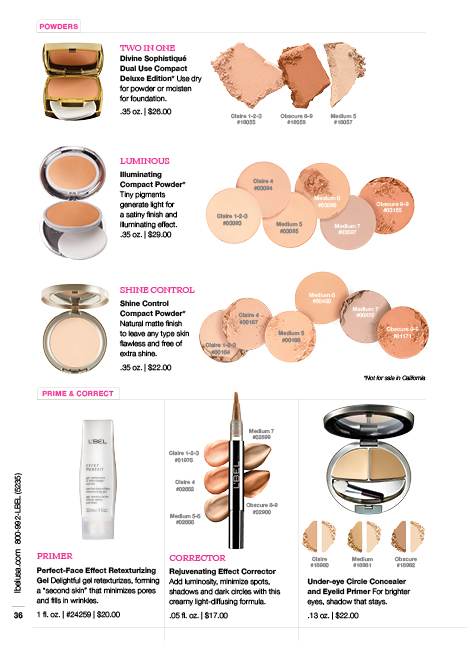 POWDERS
TWO IN ONE
Divine Sophistiqué
Dual Use Compact
Deluxe Edition* Use dry
for powder or moisten
for foundation.
.35 oz. | $26.00
Claire 1-2-3
#18055
Obscure 8-9
#18059
Medium 5
#18057
LUMINOUS
Illuminating
Compact Powder*
Tiny pigments
generate light for
a satiny finish and
illuminating effect.
.35 oz. | $29.00
Claire 1-2-3
#03093
Claire 4
#03094
Medium 5
#03095
Medium 6
#03096
Medium 7
#03097
Obscure 8-9
#03155
SHINE CONTROL
Shine Control
Compact Powder*
Natural matte finish
to leave any type skin
flawless and free of
extra shine.
.35 oz. | $22.00
Claire 1-2-3
#00164
Claire 4
#00167
Medium 5
#00168
Medium 6
Medium 7
Obscure 8-9
#01171
*Not for sale in California
PRIME & CORRECT
L'BEL
EFFET
PARFAIT
PRIMER
Perfect-Face Effect Retexturizing
Gel Delightful gel retexturizes, forming
a "second skin" that minimizes pores
and fills in wrinkles.
1 fl. oz. | #24259 | $20.00
Medium 7
#02899
Claire 1-2-3
#01976
Claire 4
#02662
Medium 5-6
#02666
Obscure 8-9
#02900
L'BEL
CORRECTOR
Rejuvenating Effect Corrector
Add luminosity, minimize spots,
shadows and dark circles with this
creamy light-diffusing formula.
.05 fl. oz. | $17.00
Claire
#18980
Medium
#18981
Obscure
#18982
Under-eye Circle Concealer
and Eyelid Primer For brighter
eyes, shadow that stays.
.13 oz. | $22.00
lbelusa.com 800-992-LBEL (5235)
36